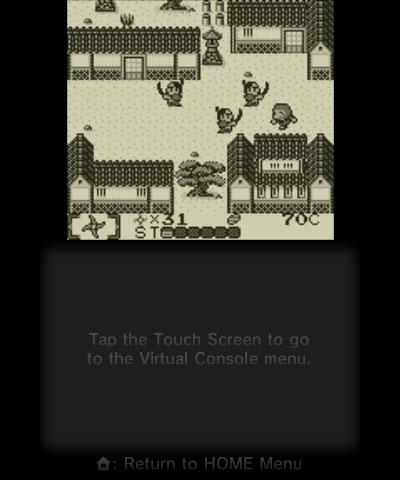 ×31
70C
ST
Tap the Touch Screen to go
to the Virtual Console menu.
: Return to HOME Menu